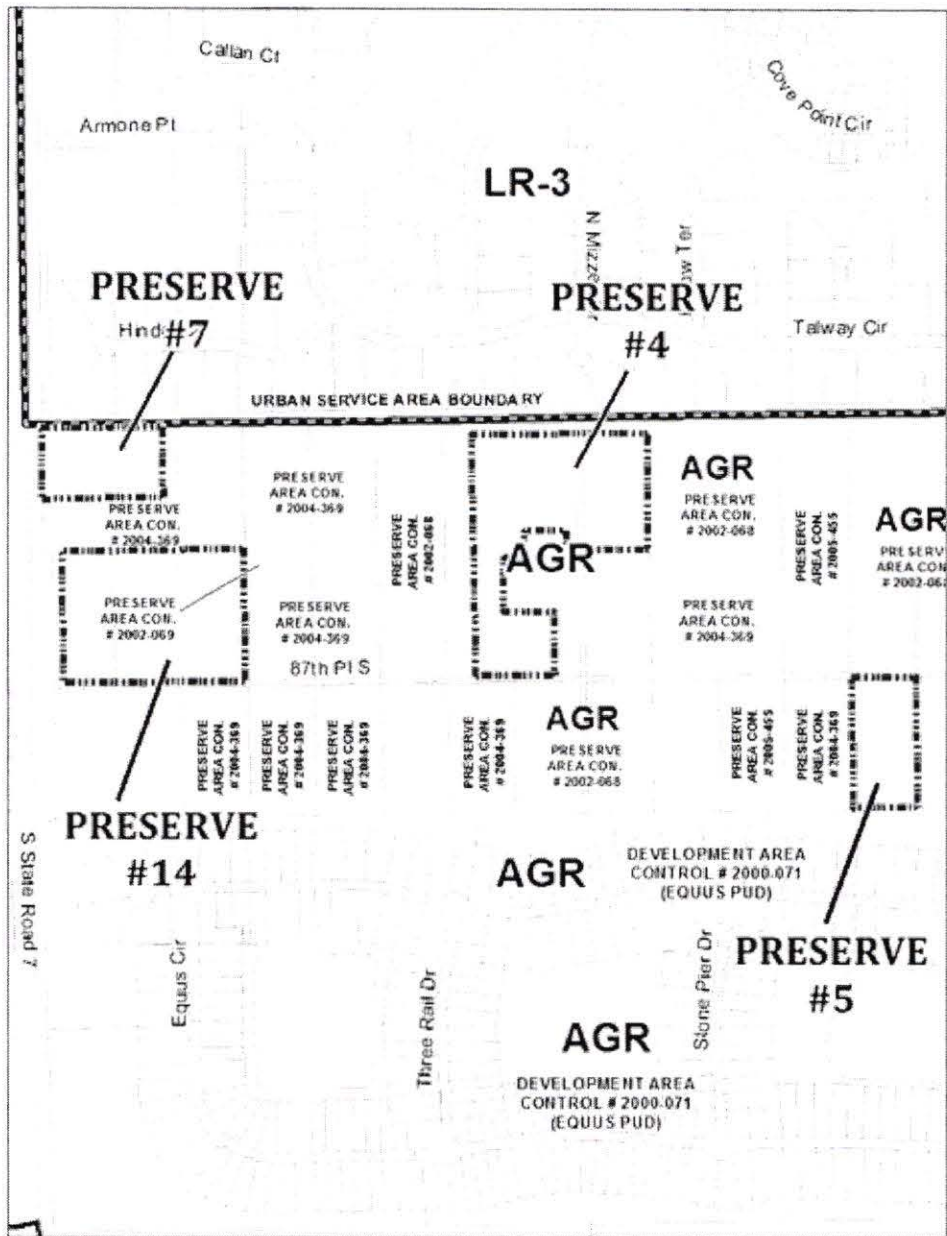 Callan Ct
Cove Point Cir
Armone Pt
LR-3
N Mizze
ow Ter
PRESERVE
#7
PRESERVE
#4
Hind
Talway Cir
URBAN SERVICE AREA BOUNDARY
PRESERVE
AREA CON.
# 2004-369
PRESERVE
AREA CON.
# 2004-369
PRESERVE
AREA CON.
# 2002-068
AGR
AGR
PRESERVE
AREA CON.
# 2002-068
PRESERVE
AREA CON.
# 2005-455
AGR
PRESERV
AREA CON
# 2002-06
PRESERVE
AREA CON.
# 2002-069
PRESERVE
AREA CON.
# 2004-369
PRESERVE
AREA CON.
# 2004-369
87th Pl S
PRESERVE
AREA CON.
# 2004-369
PRESERVE
AREA CON.
# 2004-369
PRESERVE
AREA CON.
# 2004-369
PRESERVE
AREA CON.
# 2004-369
AGR
PRESERVE
AREA CON.
# 2002-068
PRESERVE
AREA CON.
# 2005-455
PRESERVE
AREA CON.
# 2004-369
PRESERVE
#14
S State Road 7
AGR
DEVELOPMENT AREA
CONTROL # 2000-071
(EQUUS PUD)
PRESERVE
#5
Equus Cir
Three Rail Dr
Stone Pier Dr
AGR
DEVELOPMENT AREA
CONTROL # 2000-071
(EQUUS PUD)